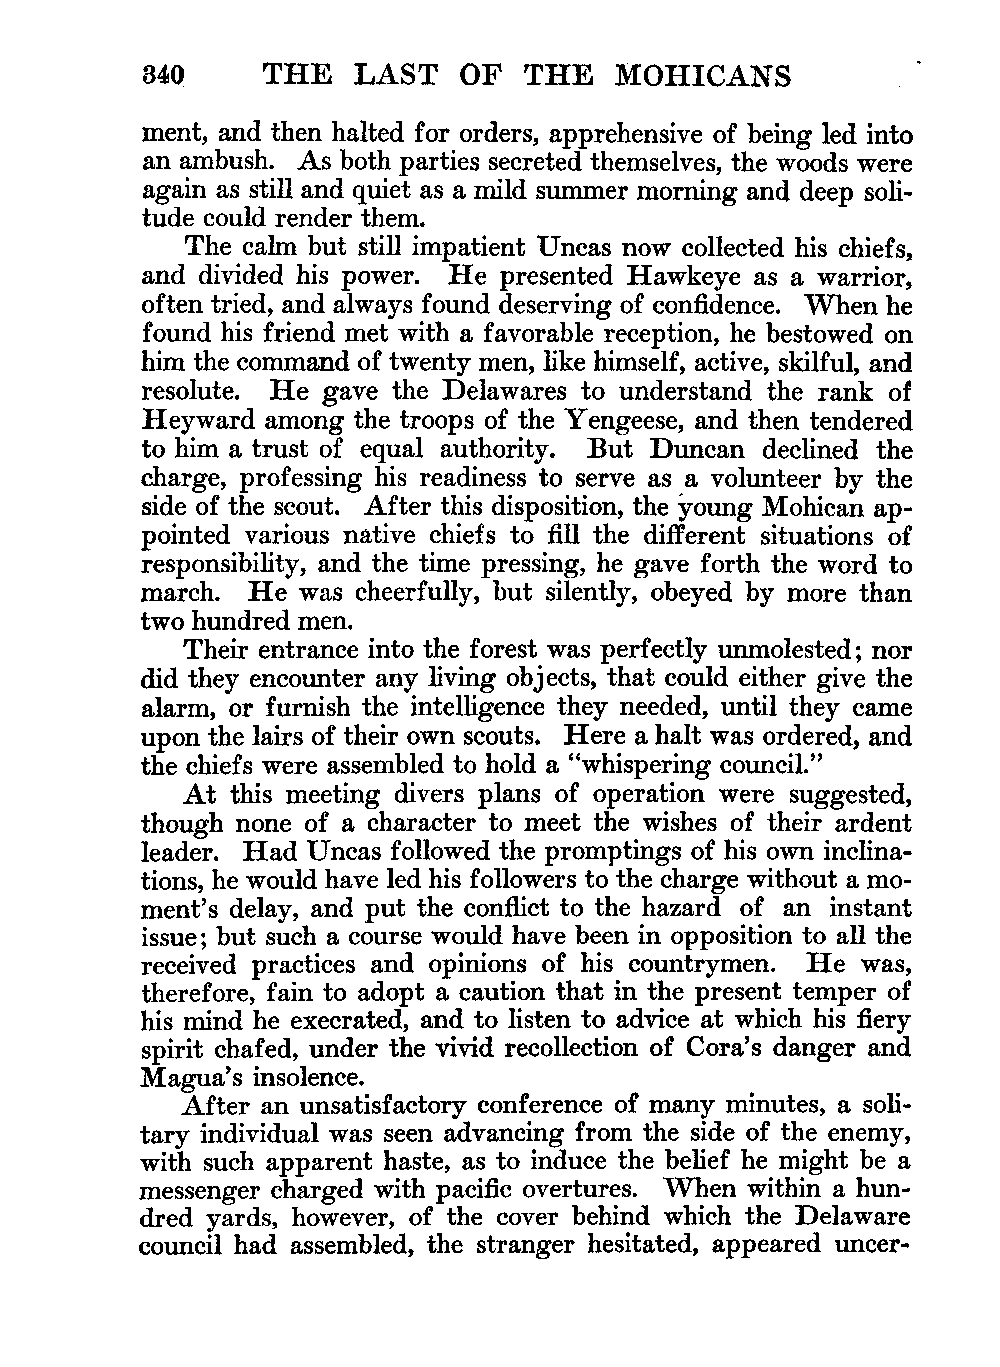 340 THE LAST OF THE MOHICANS
ment, and then halted for orders, apprehensive of being led into
an ambush. As both parties secreted themselves, the woods were
again as still and quiet as a mild summer morning and deep soli-
tude could render them.
The calm but still impatient Uncas now collected his chiefs,
and divided his power. He presented Hawkeye as a warrior,
often tried, and always found deserving of confidence. When he
found his friend met with a favorable reception, he bestowed on
him the command of twenty men, like himself, active, skilful, and
resolute. He gave the Delawares to understand the rank of
Heyward among the troops of the Yengeese, and then tendered
to him a trust of equal authority. But Duncan declined the
charge, professing his readiness to serve as a volunteer by the
side of the scout. After this disposition, the young Mohican ap-
pointed various native chiefs to fill the different situations of
responsibility, and the time pressing, he gave forth the word to
march. He was cheerfully, but silently, obeyed by more than
two hundred men.
Their entrance into the forest was perfectly unmolested; nor
did they encounter any living objects, that could either give the
alarm, or furnish the intelligence they needed, until they came
upon the lairs of their own scouts. Here a halt was ordered, and
the chiefs were assembled to hold a "whispering council."
At this meeting divers plans of operation were suggested,
though none of a character to meet the wishes of their ardent
leader. Had Uncas followed the promptings of his own inclina-
tions, he would have led his followers to the charge without a mo-
ment's delay, and put the conflict to the hazard of an instant
issue; but such a course would have been in opposition to all the
received practices and opinions of his countrymen. He was,
therefore, fain to adopt a caution that in the present temper of
his mind he execrated, and to listen to advice at which his fiery
spirit chafed, under the vivid recollection of Cora's danger and
Magua's insolence.
After an unsatisfactory conference of many minutes, a soli-
tary individual was seen advancing from the side of the enemy,
with such apparent haste, as to induce the belief he might be a
messenger charged with pacific overtures. When within a hun-
dred yards, however, of the cover behind which the Delaware
council had assembled, the stranger hesitated, appeared uncer-